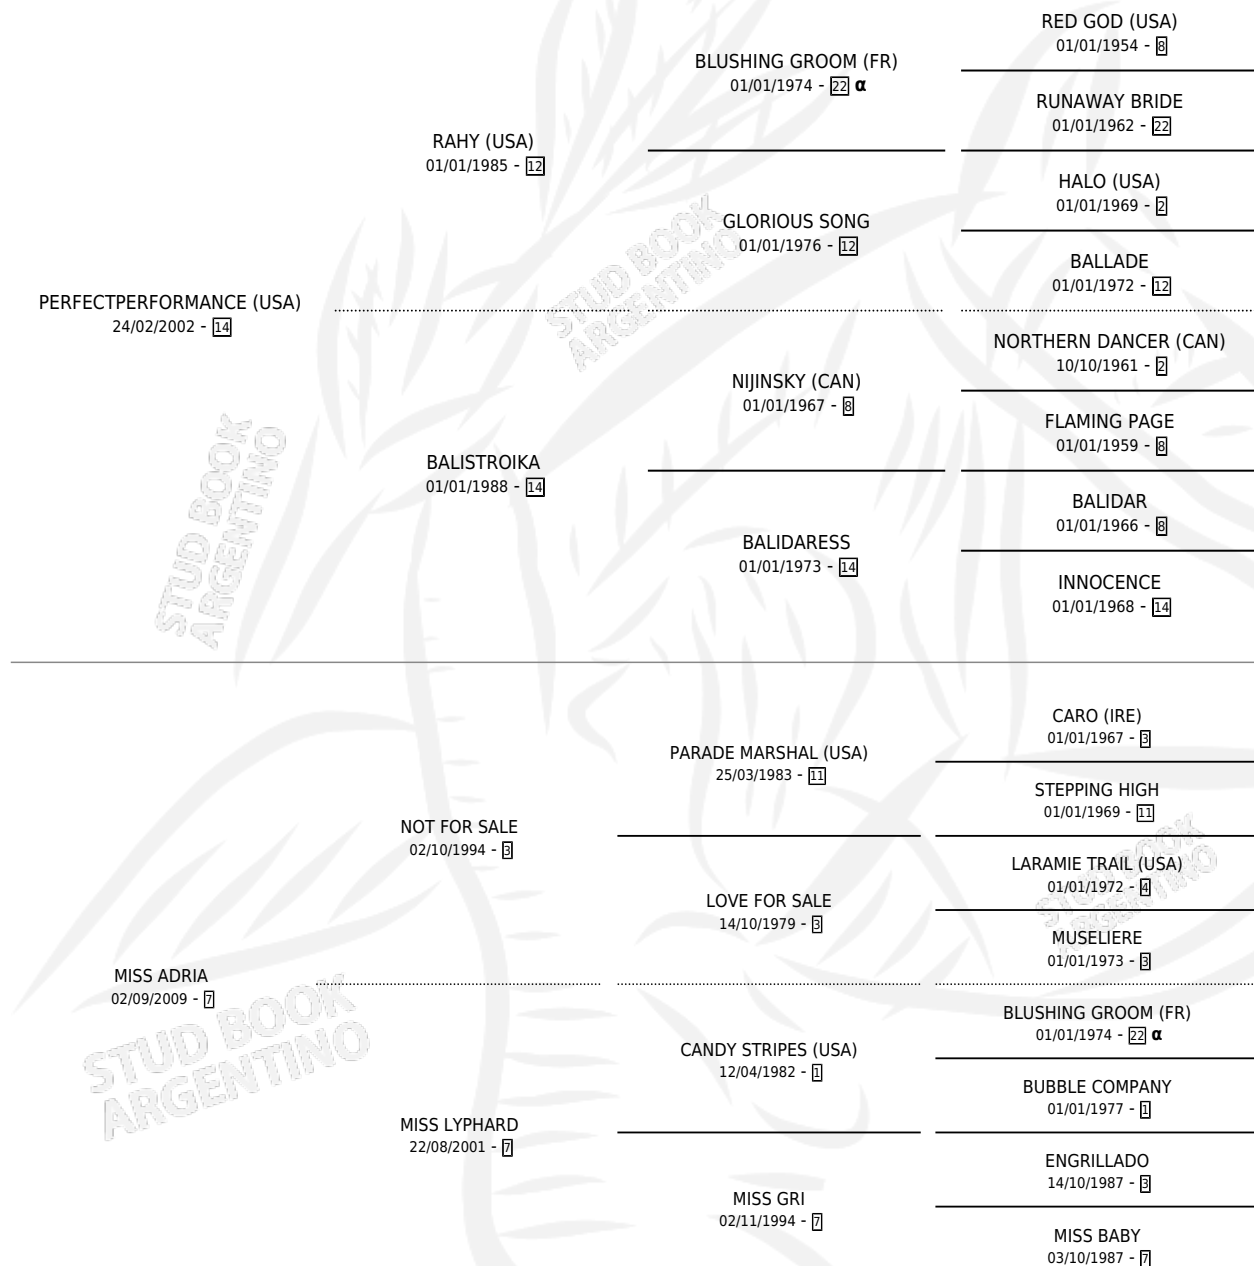 RED GOD (USA)
01/01/1954 - 8
BLUSHING GROOM (FR)
01/01/1974 - 22 α
RUNAWAY BRIDE
01/01/1962 - 22
RAHY (USA)
01/01/1985 - 12
HALO (USA)
01/01/1969 - 2
GLORIOUS SONG
01/01/1976 - 12
BALLADE
01/01/1972 - 12
PERFECTPERFORMANCE (USA)
24/02/2002 - 14
NORTHERN DANCER (CAN)
10/10/1961 - 2
NIJINSKY (CAN)
01/01/1967 - 8
FLAMING PAGE
01/01/1959 - 8
BALISTROIKA
01/01/1988 - 14
BALIDAR
01/01/1966 - 8
BALIDARESS
01/01/1973 - 14
INNOCENCE
01/01/1968 - 14
CARO (IRE)
01/01/1967 - 3
PARADE MARSHAL (USA)
25/03/1983 - 11
STEPPING HIGH
01/01/1969 - 11
NOT FOR SALE
02/10/1994 - 3
LARAMIE TRAIL (USA)
01/01/1972 - 4
LOVE FOR SALE
14/10/1979 - 3
MUSELIERE
01/01/1973 - 3
MISS ADRIA
02/09/2009 - 7
BLUSHING GROOM (FR)
01/01/1974 - 22 α
CANDY STRIPES (USA)
12/04/1982 - 1
BUBBLE COMPANY
01/01/1977 - 1
MISS LYPHARD
22/08/2001 - 7
ENGRILLADO
14/10/1987 - 3
MISS GRI
02/11/1994 - 7
MISS BABY
03/10/1987 - 7
STUD BOOK
ARGENTINO
STUD BOOK
ARGENTINO
STUD BOOK
ARGENTINO
STUD BOOK
ARGENTINO